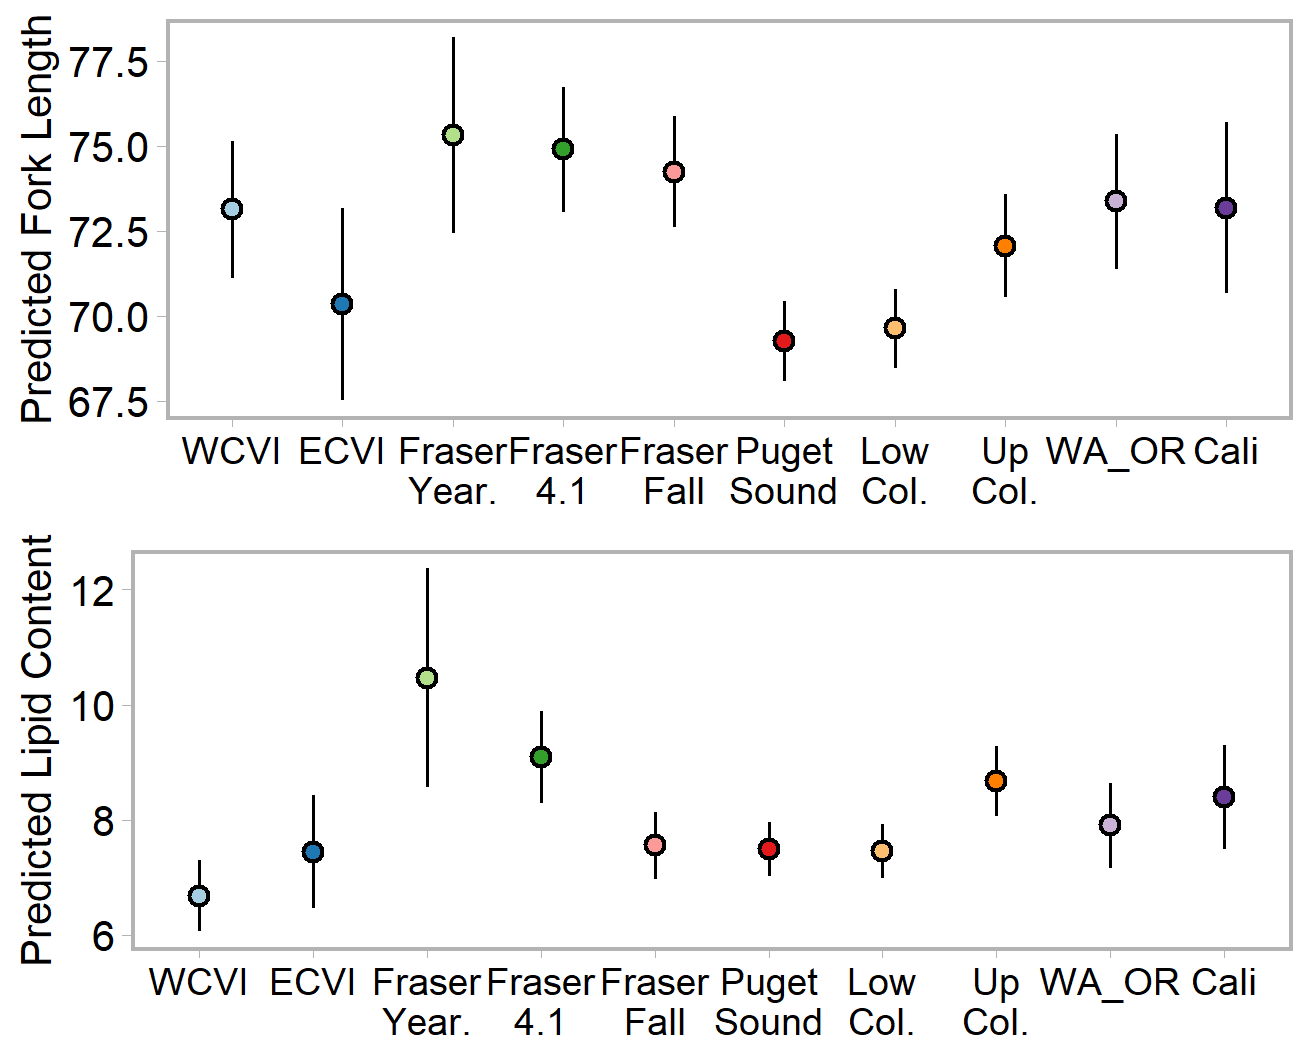 Predicted Fork Length
77.5
75.0
72.5
70.0
67.5
WCVI ECVI Fraser Fraser Fraser Puget Low Up WA_OR Cali
Year. 4.1 Fall Sound Col. Col.
Predicted Lipid Content
12
10
8
6
WCVI ECVI Fraser Fraser Fraser Puget Low Up WA_OR Cali
Year. 4.1 Fall Sound Col. Col.